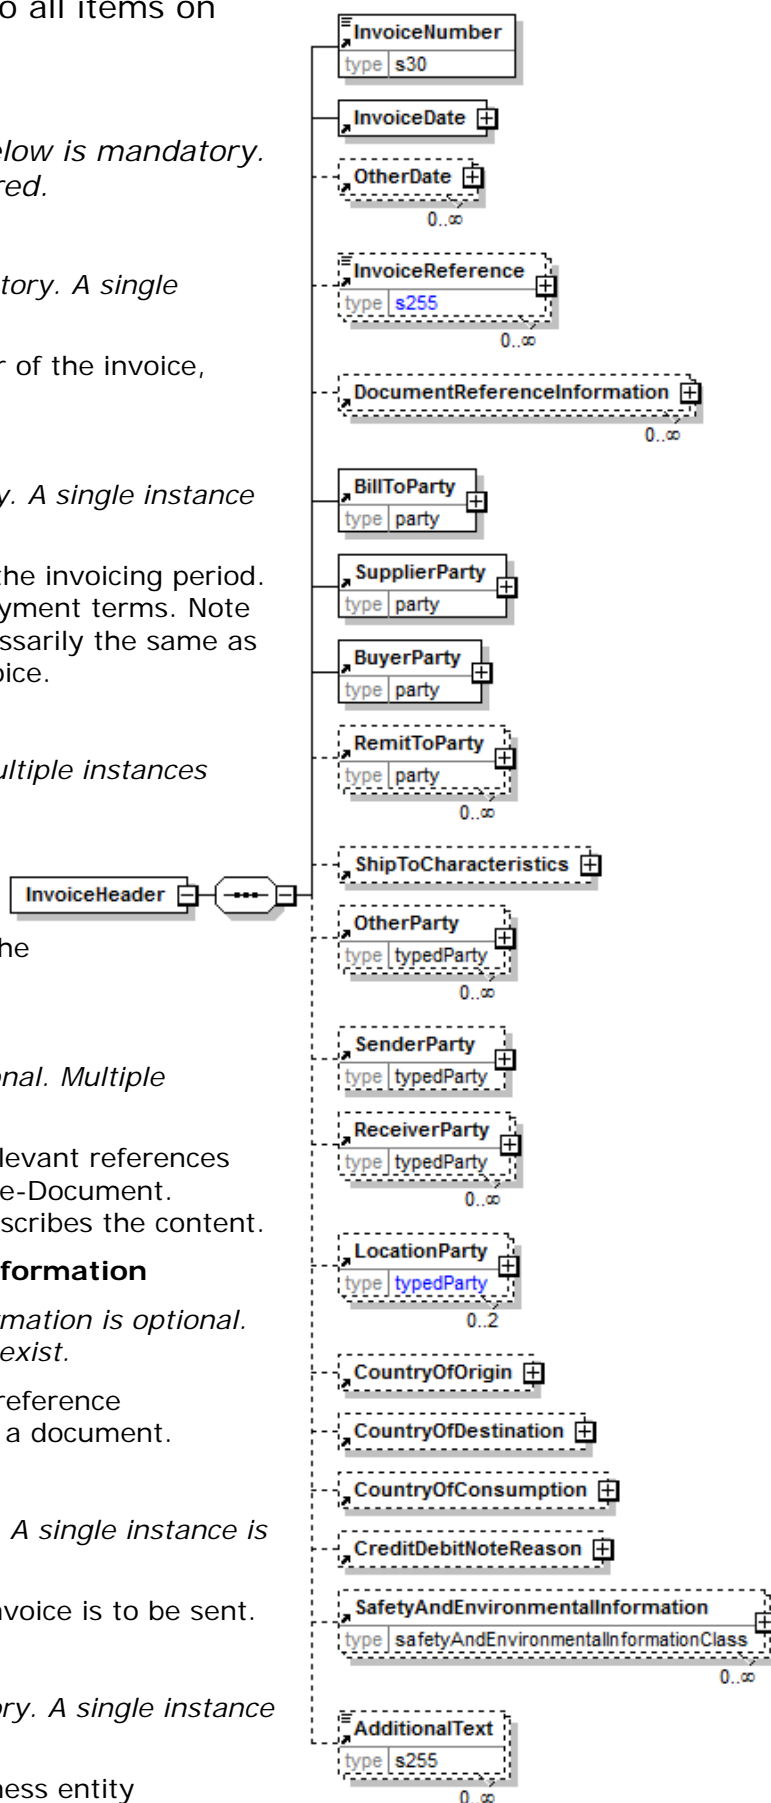 o all items on
elow is mandatory.
red.
tory. A single
r of the invoice,
y. A single instance
the invoicing period.
yment terms. Note
ssarily the same as
oice.
ultiple instances
he
onal. Multiple
levant references
e-Document.
scribes the content.
formation
rmation is optional.
exist.
reference
a document.
. A single instance is
nvoice is to be sent.
ory. A single instance
ness entity
InvoiceHeader
InvoiceNumber
type s30
InvoiceDate
OtherDate
0..∞
InvoiceReference
type s255
0..∞
DocumentReferenceInformation
0..∞
BillToParty
type party
SupplierParty
type party
BuyerParty
type party
RemitToParty
type party
0..∞
ShipToCharacteristics
OtherParty
type typedParty
0..∞
SenderParty
type typedParty
ReceiverParty
type typedParty
0..∞
LocationParty
type typedParty
0..2
CountryOfOrigin
CountryOfDestination
CountryOfConsumption
CreditDebitNoteReason
SafetyAndEnvironmentalInformation
type safetyAndEnvironmentalInformationClass
0..∞
AdditionalText
type s255
0..∞